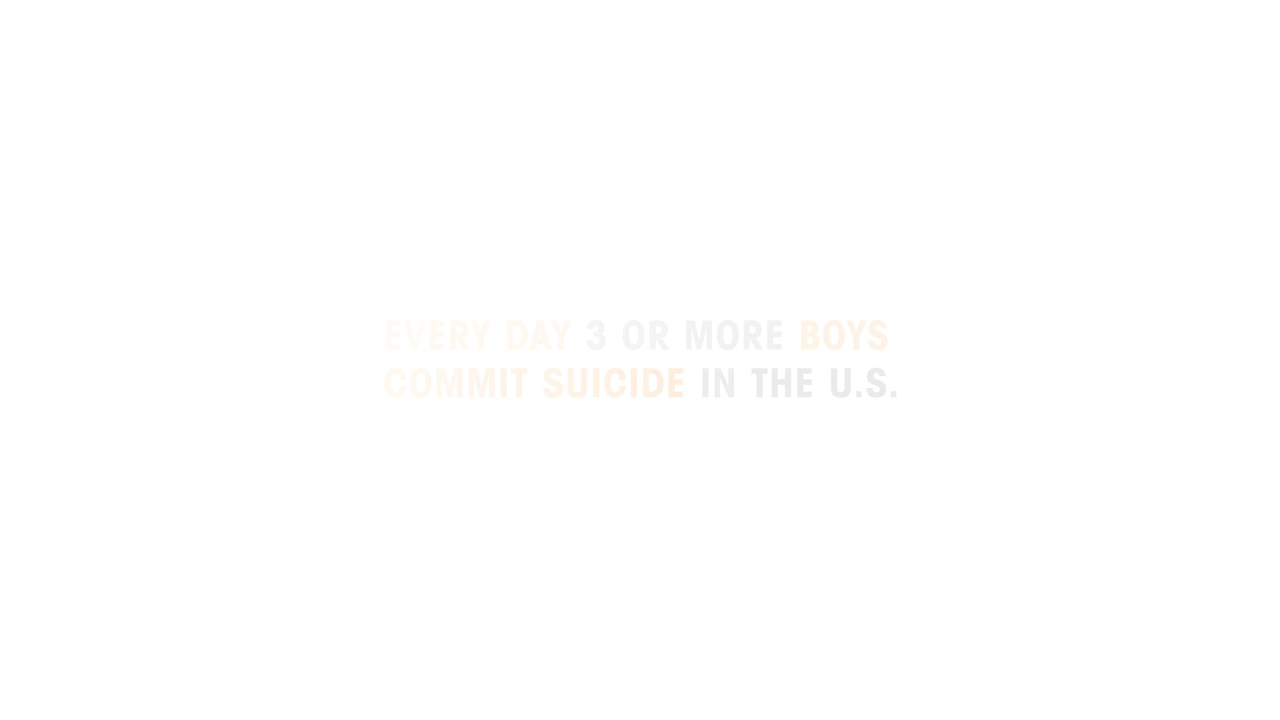 EVERY DAY 3 OR MORE BOYS
COMMIT SUICIDE IN THE U.S.